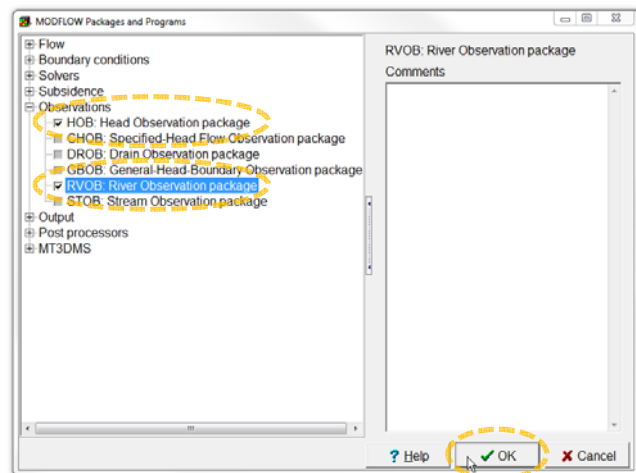 MODFLOW Packages and Programs
Flow
Boundary conditions
Solvers
Subsidence
Observations
HOB: Head Observation package
CHOB: Specified-Head Flow Observation package
DROB: Drain Observation package
GBOB: General-Head-Boundary Observation package
RVOB: River Observation package
STOB: Stream Observation package
Output
Post processors
MT3DMS
RVOB: River Observation package
Comments
? Help
OK
Cancel